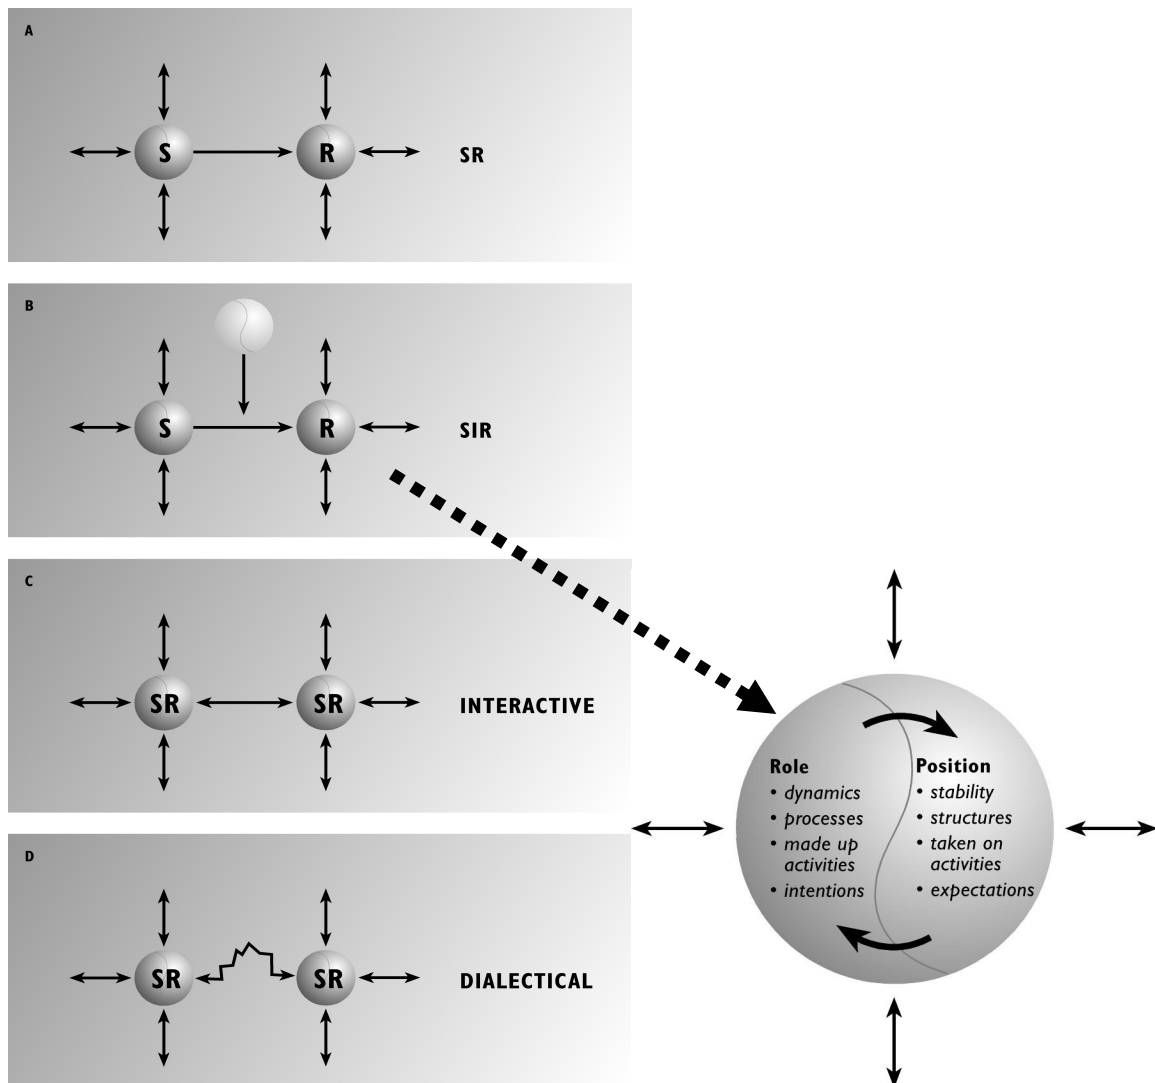 A
S
R
SR
B
S
R
SIR
C
SR
SR
INTERACTIVE
D
SR
SR
DIALECTICAL
Role
• dynamics
• processes
• made up
activities
• intentions
Position
• stability
• structures
• taken on
activities
• expectations